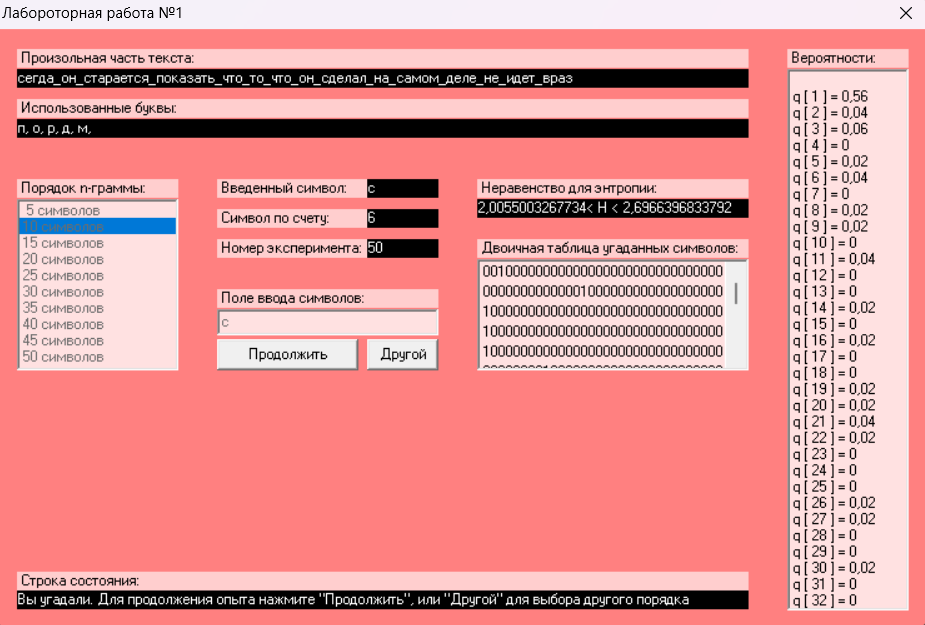 Лабороторная работа №1
Произольная часть текста:
сегда_он_старается_показать_что_то_что_он_сделал_на_самом_деле_не_идет_враз
Использованные буквы:
п, о, р, д, м,
Порядок n-граммы:
5 символов
10 символов
15 символов
20 символов
25 символов
30 символов
35 символов
40 символов
45 символов
50 символов
Введенный символ: с
Символ по счету: 6
Номер эксперимента: 50
Поле ввода символов:
с
Продолжить
Другой
Неравенство для энтропии:
2,0055003267734< H < 2,6966396833792
Двоичная таблица угаданных символов:
00100000000000000000000000000000
00000000000001000000000000000000
10000000000000000000000000000000
10000000000000000000000000000000
10000000000000000000000000000000
Вероятности:
q [ 1 ] = 0,56
q [ 2 ] = 0,04
q [ 3 ] = 0,06
q [ 4 ] = 0
q [ 5 ] = 0,02
q [ 6 ] = 0,04
q [ 7 ] = 0
q [ 8 ] = 0,02
q [ 9 ] = 0,02
q [ 10 ] = 0
q [ 11 ] = 0,04
q [ 12 ] = 0
q [ 13 ] = 0
q [ 14 ] = 0,02
q [ 15 ] = 0
q [ 16 ] = 0,02
q [ 17 ] = 0
q [ 18 ] = 0
q [ 19 ] = 0,02
q [ 20 ] = 0,02
q [ 21 ] = 0,04
q [ 22 ] = 0,02
q [ 23 ] = 0
q [ 24 ] = 0
q [ 25 ] = 0
q [ 26 ] = 0,02
q [ 27 ] = 0,02
q [ 28 ] = 0
q [ 29 ] = 0
q [ 30 ] = 0,02
q [ 31 ] = 0
q [ 32 ] = 0
Строка состояния:
Вы угадали. Для продолжения опыта нажмите "Продолжить", или "Другой" для выбора другого порядка